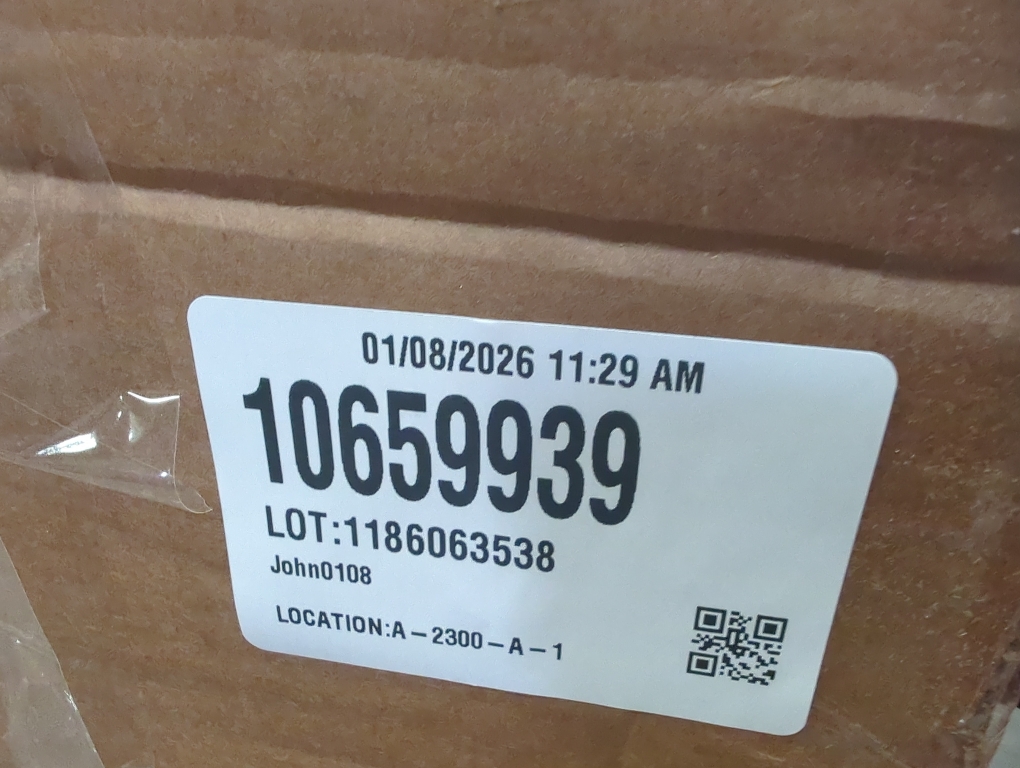 01/08/2026 11:29 AM
10659939
LOT:1186063538
John0108
LOCATION:A-2300-A-1